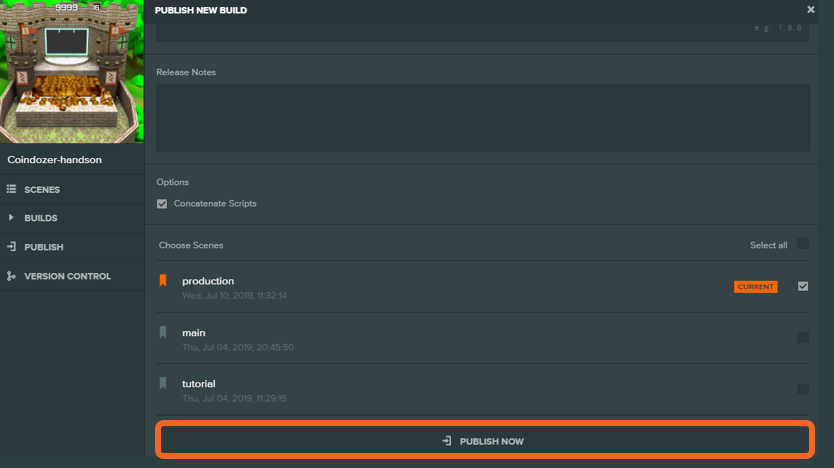 9999
PUBLISH NEW BUILD
e.g. 1.0.0
Release Notes
Coindozer-handson
SCENES
BUILDS
PUBLISH
VERSION CONTROL
Options
Concatenate Scripts
Choose Scenes
Select all
production
CURRENT
Wed, Jul 10, 2019, 11:32:14
main
Thu, Jul 04, 2019, 20:45:50
tutorial
Thu, Jul 04, 2019, 11:29:15
PUBLISH NOW